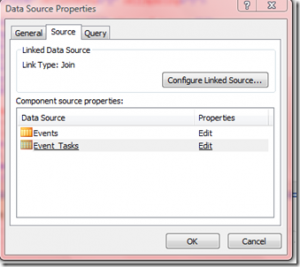 Data Source Properties
General Source Query
Linked Data Source
Link Type: Join
Configure Linked Source...
Component source properties:
Data Source Properties
Events Edit
Event_Tasks Edit
OK Cancel